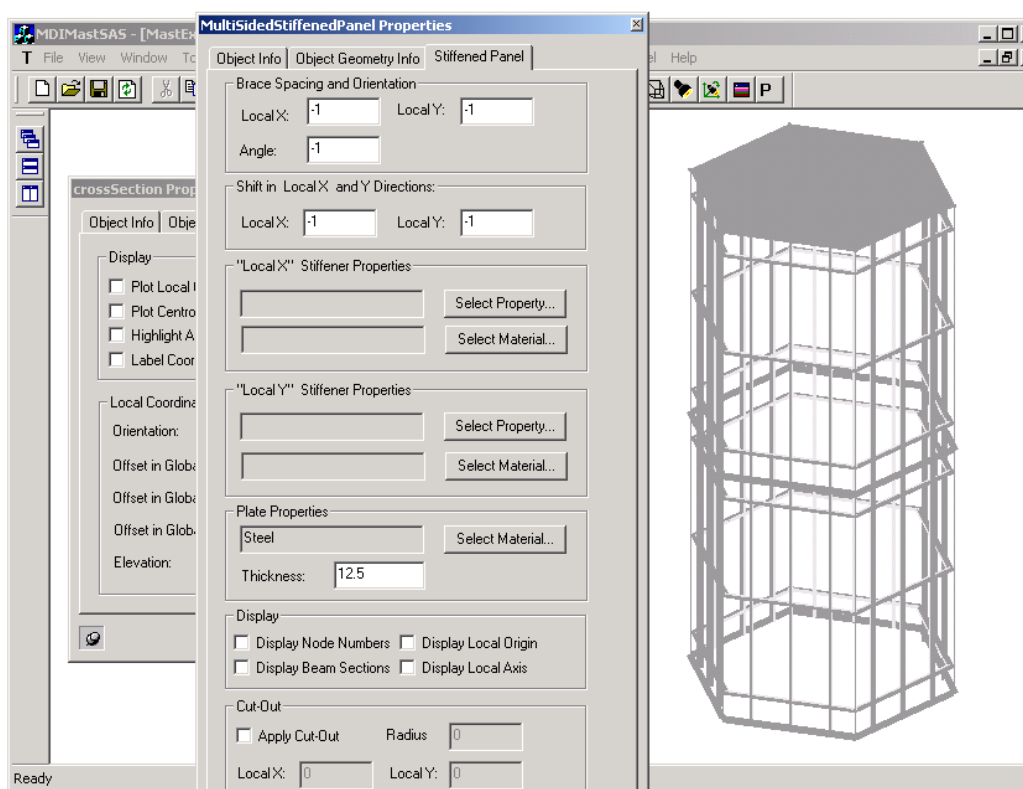 MDIMastSAS - [MastEx
T File View Window To
el Help
P
MultiSidedStiffenedPanel Properties
Object Info Object Geometry Info Stiffened Panel
Brace Spacing and Orientation
Local X: -1 Local Y: -1
Angle: -1
Shift in Local X and Y Directions:
Local X: -1 Local Y: -1
"Local X" Stiffener Properties
Select Property...
Select Material...
"Local Y" Stiffener Properties
Select Property...
Select Material...
Plate Properties
Steel Select Material...
Thickness: 12.5
Display
Display Node Numbers Display Local Origin
Display Beam Sections Display Local Axis
Cut-Out
Apply Cut-Out Radius 0
Local X: 0 Local Y: 0
crossSection Prop
Object Info Obje
Display
Plot Local
Plot Centro
Highlight A
Label Coor
Local Coordina
Orientation:
Offset in Globa
Offset in Globa
Offset in Globa
Elevation:
Ready